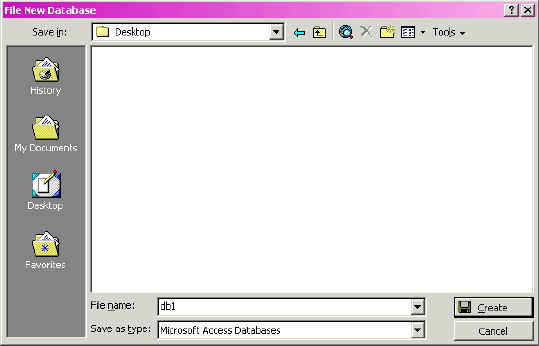 File New Database
Save in: Desktop Tools
History
My Documents
Desktop
Favorites
File name: db1 Create
Save as type: Microsoft Access Databases Cancel